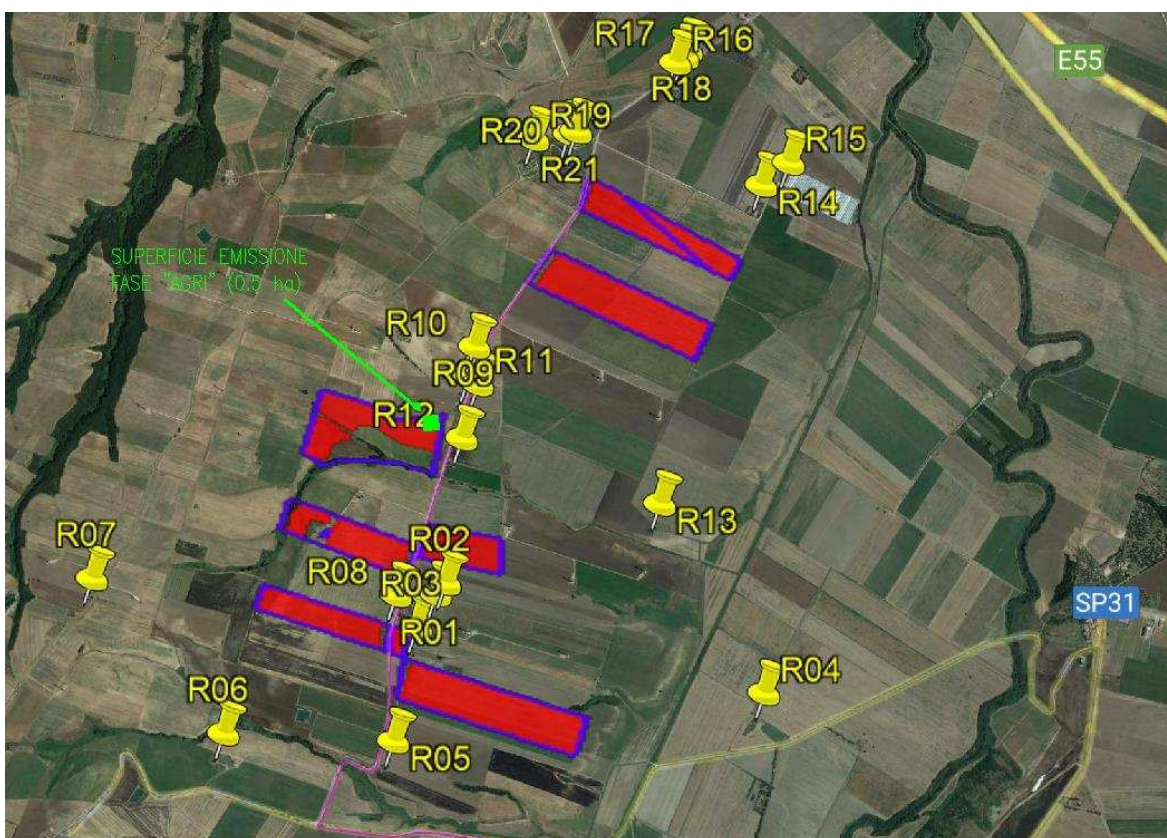 R17
R16
E55
R18
R19
R20
R15
R21
R14
SUPERFICIE EMISSIONE
FASE "AGRI" (0.5 ha)
R10
R11
R09
R12
R13
R07
R02
R08
R03
SP31
R01
R04
R06
R05